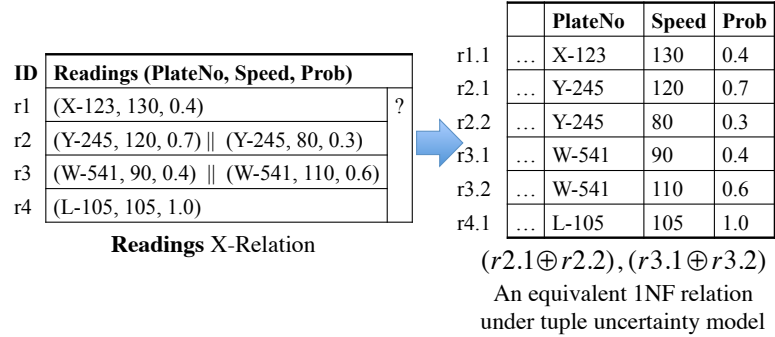 ID Readings (PlateNo, Speed, Prob)
r1 (X-123, 130, 0.4) ?
r2 (Y-245, 120, 0.7) || (Y-245, 80, 0.3)
r3 (W-541, 90, 0.4) || (W-541, 110, 0.6)
r4 (L-105, 105, 1.0)
Readings X-Relation
PlateNo Speed Prob
r1.1 … X-123 130 0.4
r2.1 … Y-245 120 0.7
r2.2 … Y-245 80 0.3
r3.1 … W-541 90 0.4
r3.2 … W-541 110 0.6
r4.1 … L-105 105 1.0
(r2.1⊕r2.2),(r3.1⊕r3.2)
An equivalent 1NF relation
under tuple uncertainty model